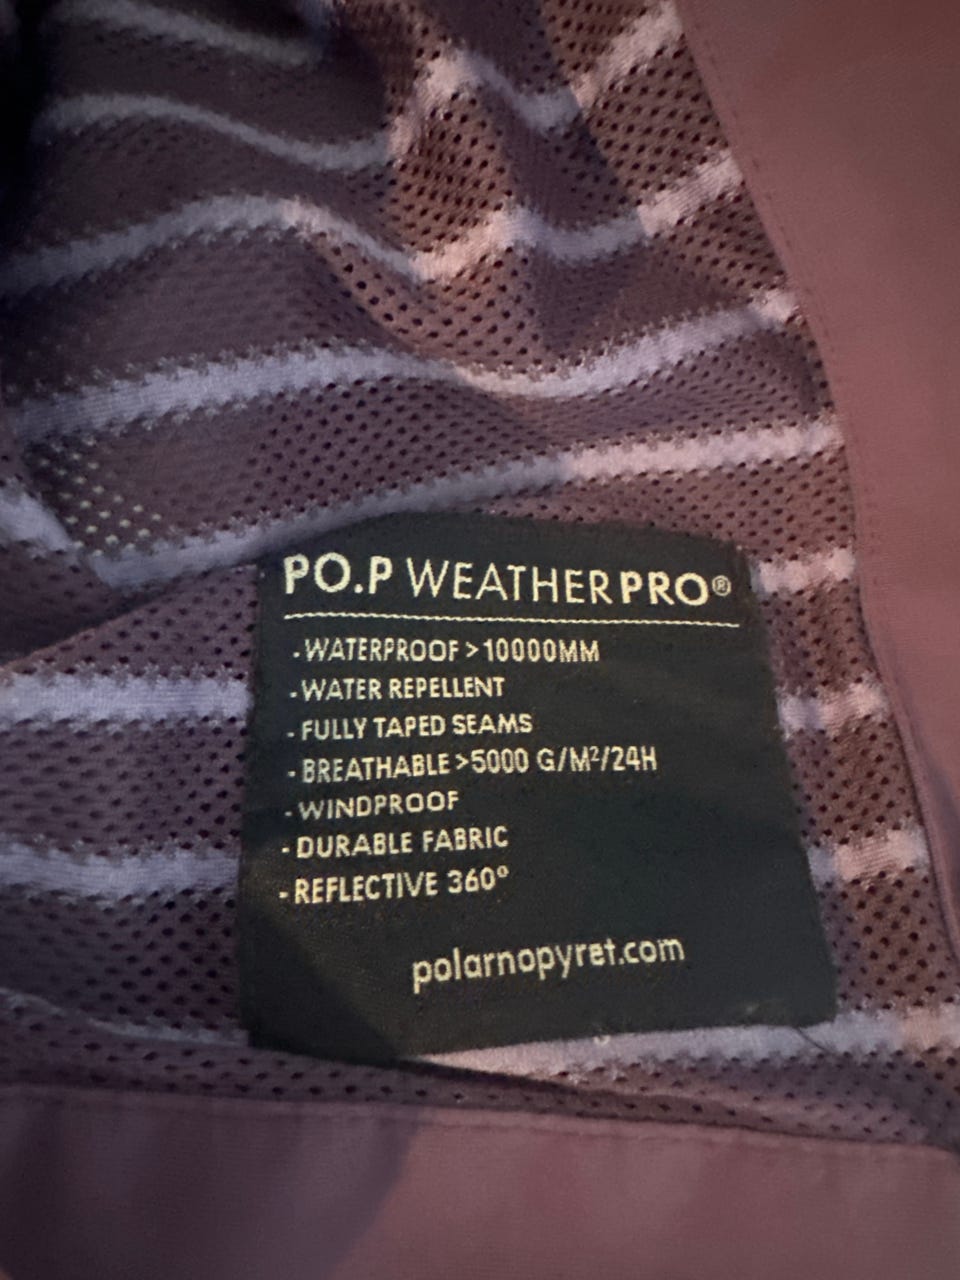 PO.P WEATHERPRO®
- WATERPROOF >10000MM
- WATER REPELLENT
- FULLY TAPED SEAMS
- BREATHABLE >5000 G/M²/24H
- WINDPROOF
- DURABLE FABRIC
- REFLECTIVE 360°
polarnopyret.com